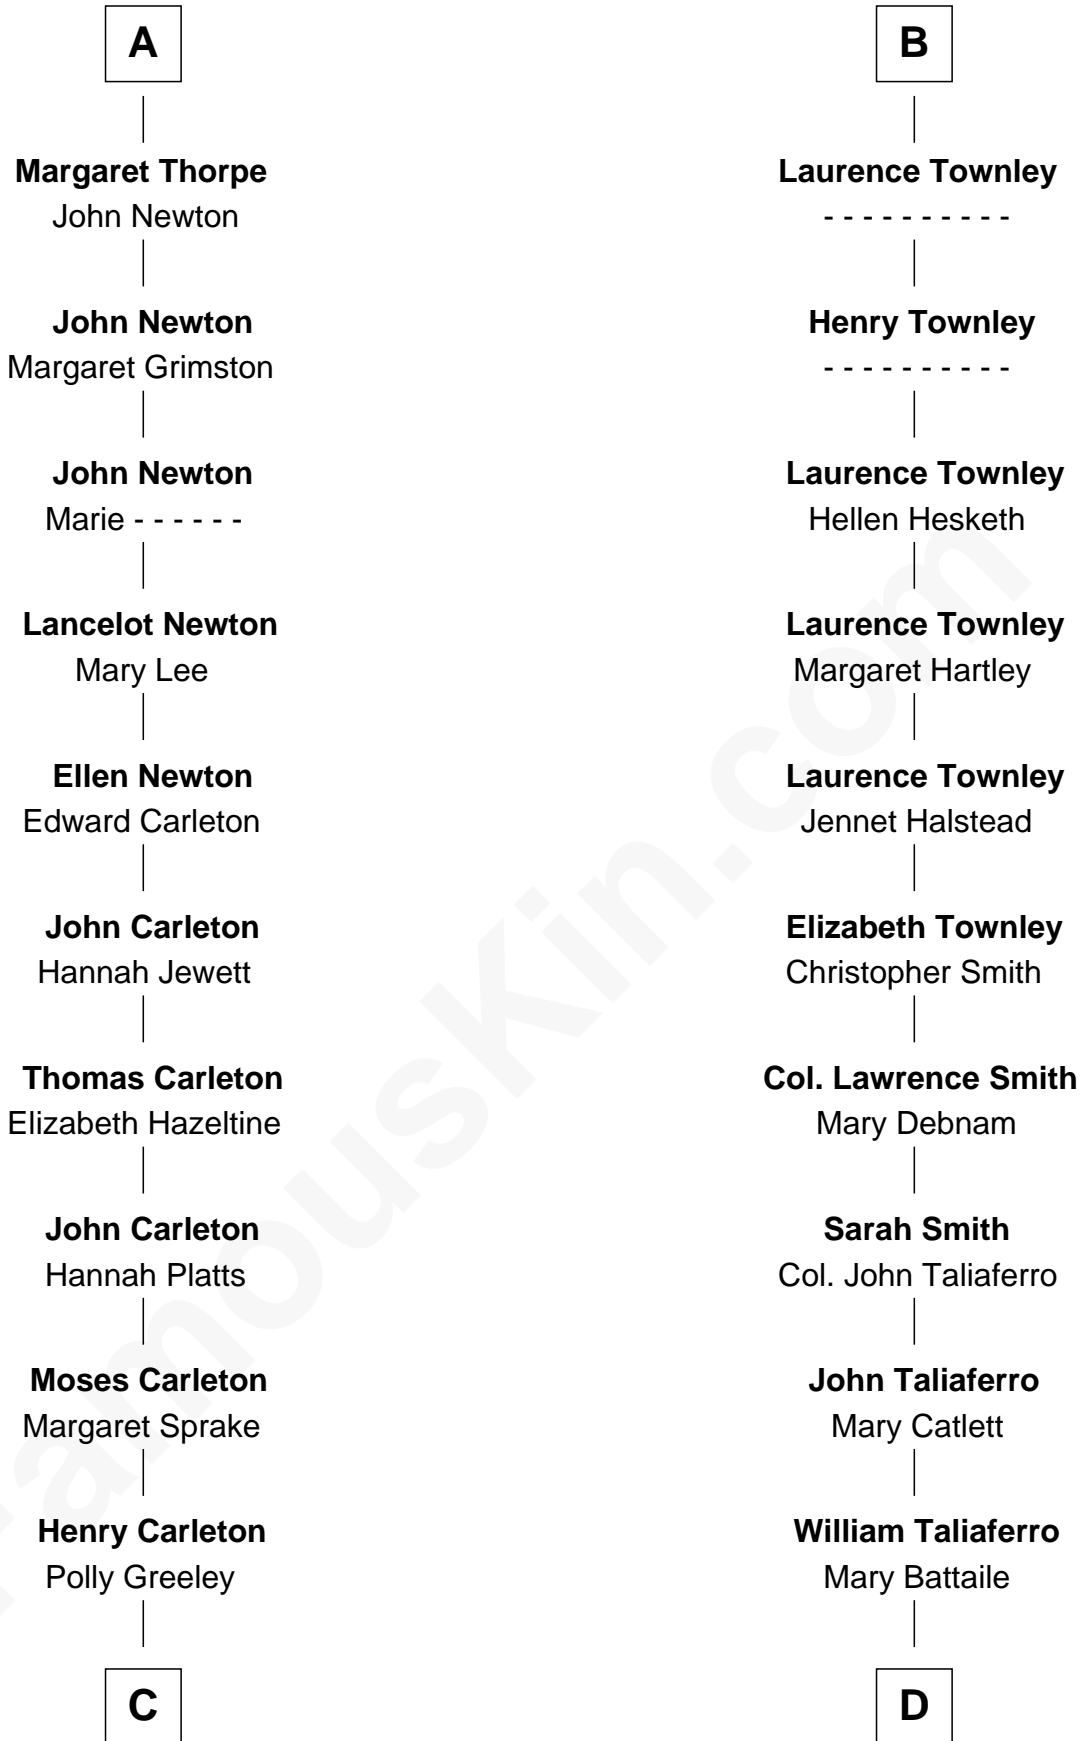 A
Margaret Thorpe
John Newton
John Newton
Margaret Grimston
John Newton
Marie - - - - - -
Lancelot Newton
Mary Lee
Ellen Newton
Edward Carleton
John Carleton
Hannah Jewett
Thomas Carleton
Elizabeth Hazeltine
John Carleton
Hannah Platts
Moses Carleton
Margaret Sprake
Henry Carleton
Polly Greeley
C
B
Laurence Townley
- - - - - - - - - -
Henry Townley
- - - - - - - - - -
Laurence Townley
Hellen Hesketh
Laurence Townley
Margaret Hartley
Laurence Townley
Jennet Halstead
Elizabeth Townley
Christopher Smith
Col. Lawrence Smith
Mary Debnam
Sarah Smith
Col. John Taliaferro
John Taliaferro
Mary Catlett
William Taliaferro
Mary Battaile
D
FamousKin.com